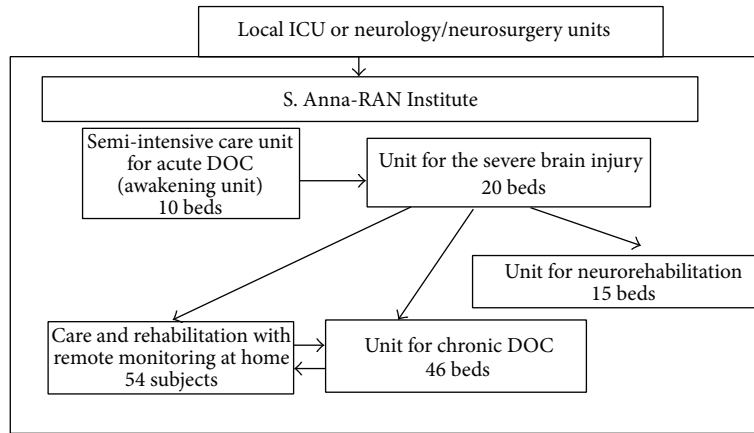 Local ICU or neurology/neurosurgery units
S. Anna-RAN Institute
Semi-intensive care unit
for acute DOC
(awakening unit)
10 beds
Unit for the severe brain injury
20 beds
Unit for neurorehabilitation
15 beds
Care and rehabilitation with
remote monitoring at home
54 subjects
Unit for chronic DOC
46 beds